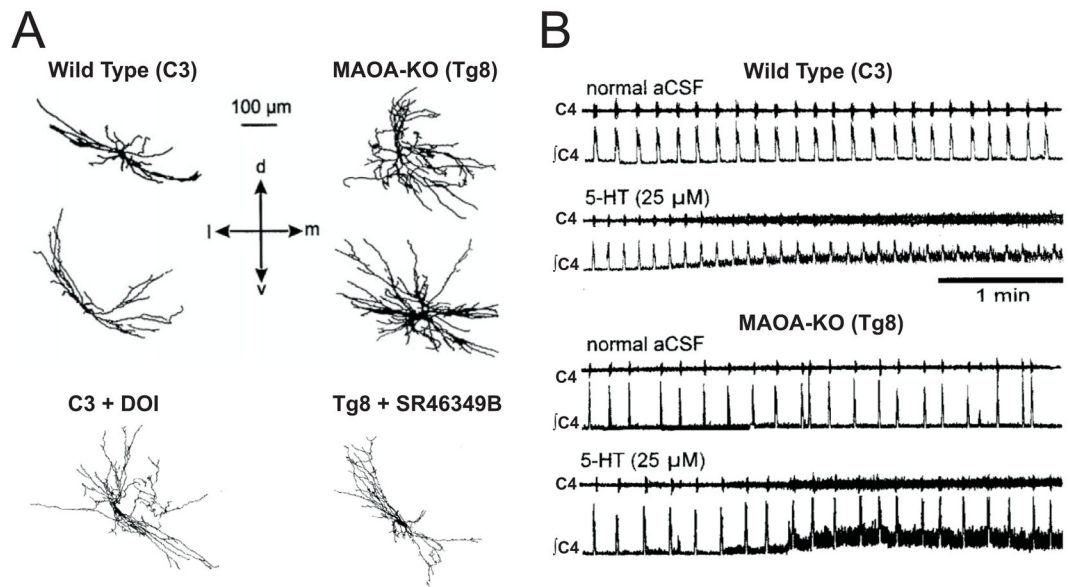 A
Wild Type (C3)
MAOA-KO (Tg8)
100 µm
d
l
m
v
C3 + DOI
Tg8 + SR46349B
B
Wild Type (C3)
normal aCSF
C4
∫C4
5-HT (25 µM)
C4
∫C4
1 min
MAOA-KO (Tg8)
normal aCSF
C4
∫C4
5-HT (25 µM)
C4
∫C4